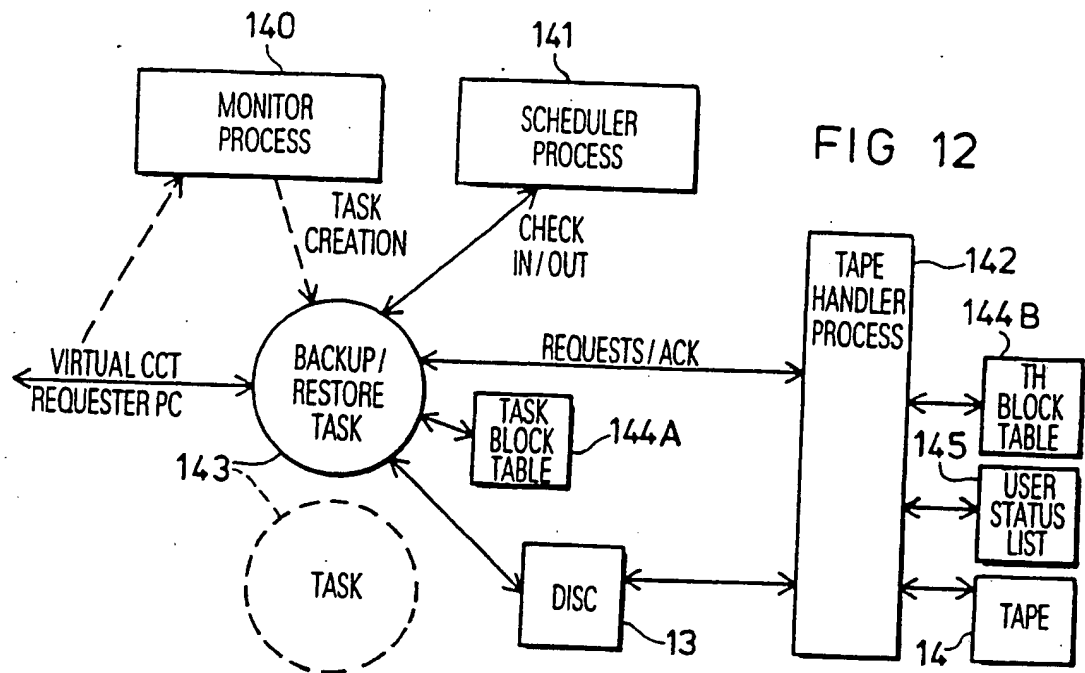 140
141
MONITOR
PROCESS
SCHEDULER
PROCESS
FIG 12
TASK
CREATION
CHECK
IN/OUT
TAPE
HANDLER
PROCESS
142
144B
VIRTUAL CCT
REQUESTER PC
BACKUP/
RESTORE
TASK
REQUESTS/ACK
TH
BLOCK
TABLE
TASK
BLOCK
TABLE
144A
143
145
USER
STATUS
LIST
TASK
DISC
13
14
TAPE